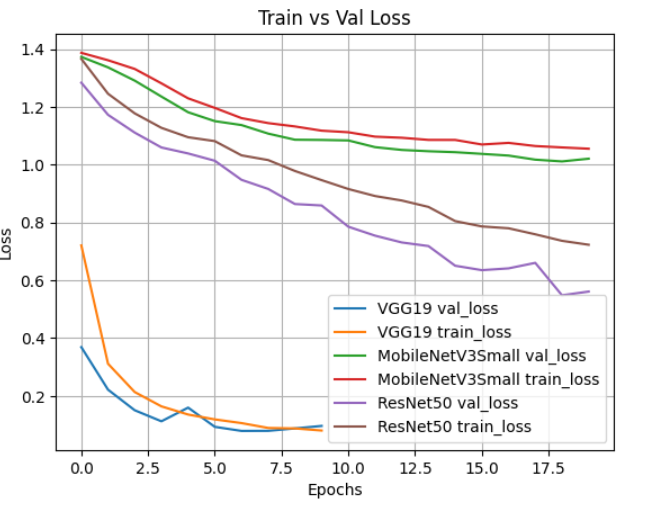 Train vs Val Loss
1.4
1.2
1.0
0.8
0.6
0.4
0.2
Loss
VGG19 val_loss
VGG19 train_loss
MobileNetV3Small val_loss
MobileNetV3Small train_loss
ResNet50 val_loss
ResNet50 train_loss
0.0 2.5 5.0 7.5 10.0 12.5 15.0 17.5
Epochs